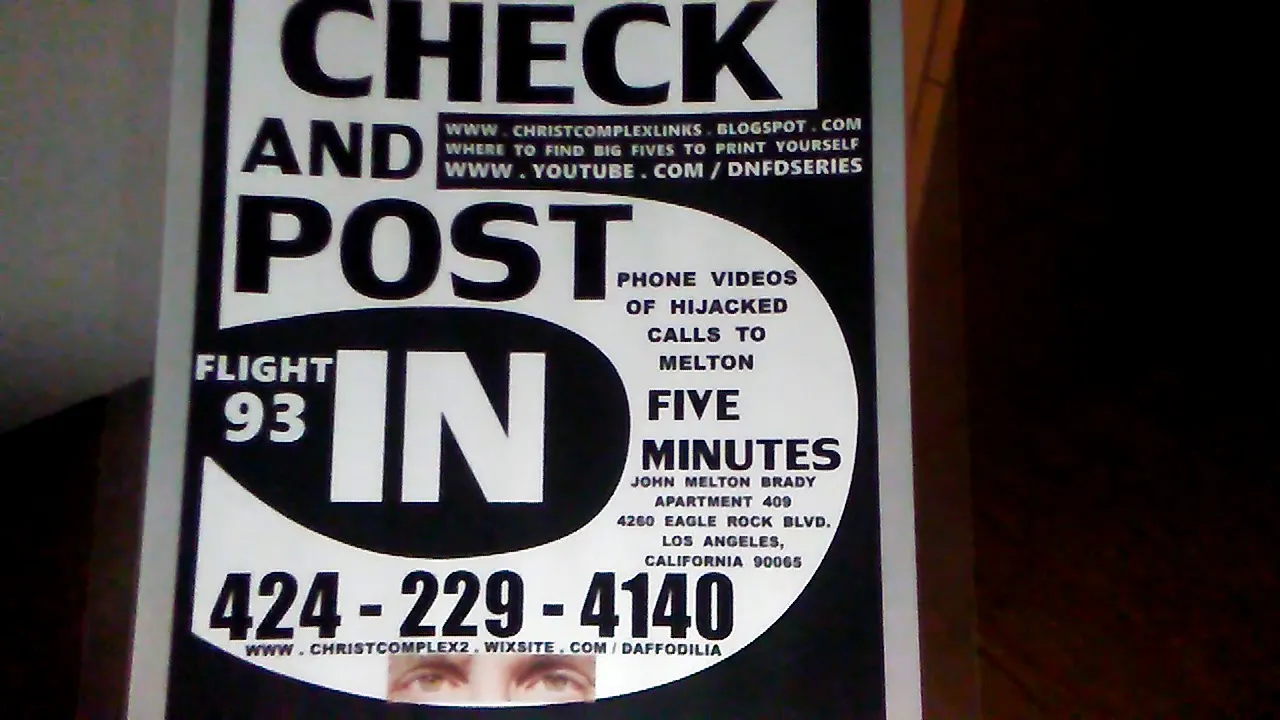 CHECK
AND
WWW . CHRISTCOMPLEXLINKS . BLOGSPOT . COM
WHERE TO FIND BIG FIVES TO PRINT YOURSELF
WWW . YOUTUBE . COM / DNFDSERIES
POST
PHONE VIDEOS
OF HIJACKED
CALLS TO
MELTON
FLIGHT
93
IN
FIVE
MINUTES
JOHN MELTON BRADY
APARTMENT 409
4260 EAGLE ROCK BLVD.
LOS ANGELES,
CALIFORNIA 90065
424 - 229 - 4140
WWW . CHRISTCOMPLEX2 . WIXSITE . COM / DAFFODILIA